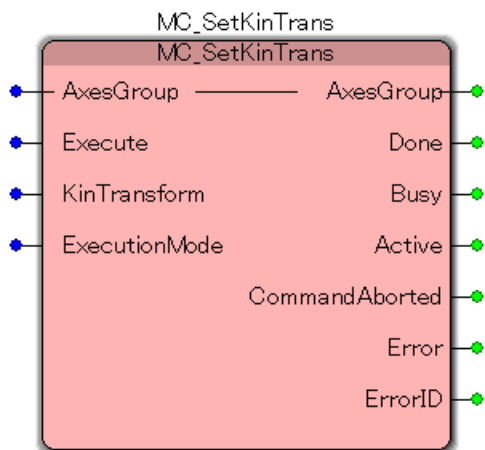 MC_SetKinTrans
MC_SetKinTrans
AxesGroup AxesGroup
Execute Done
KinTransform Busy
ExecutionMode Active
CommandAborted
Error
ErrorID